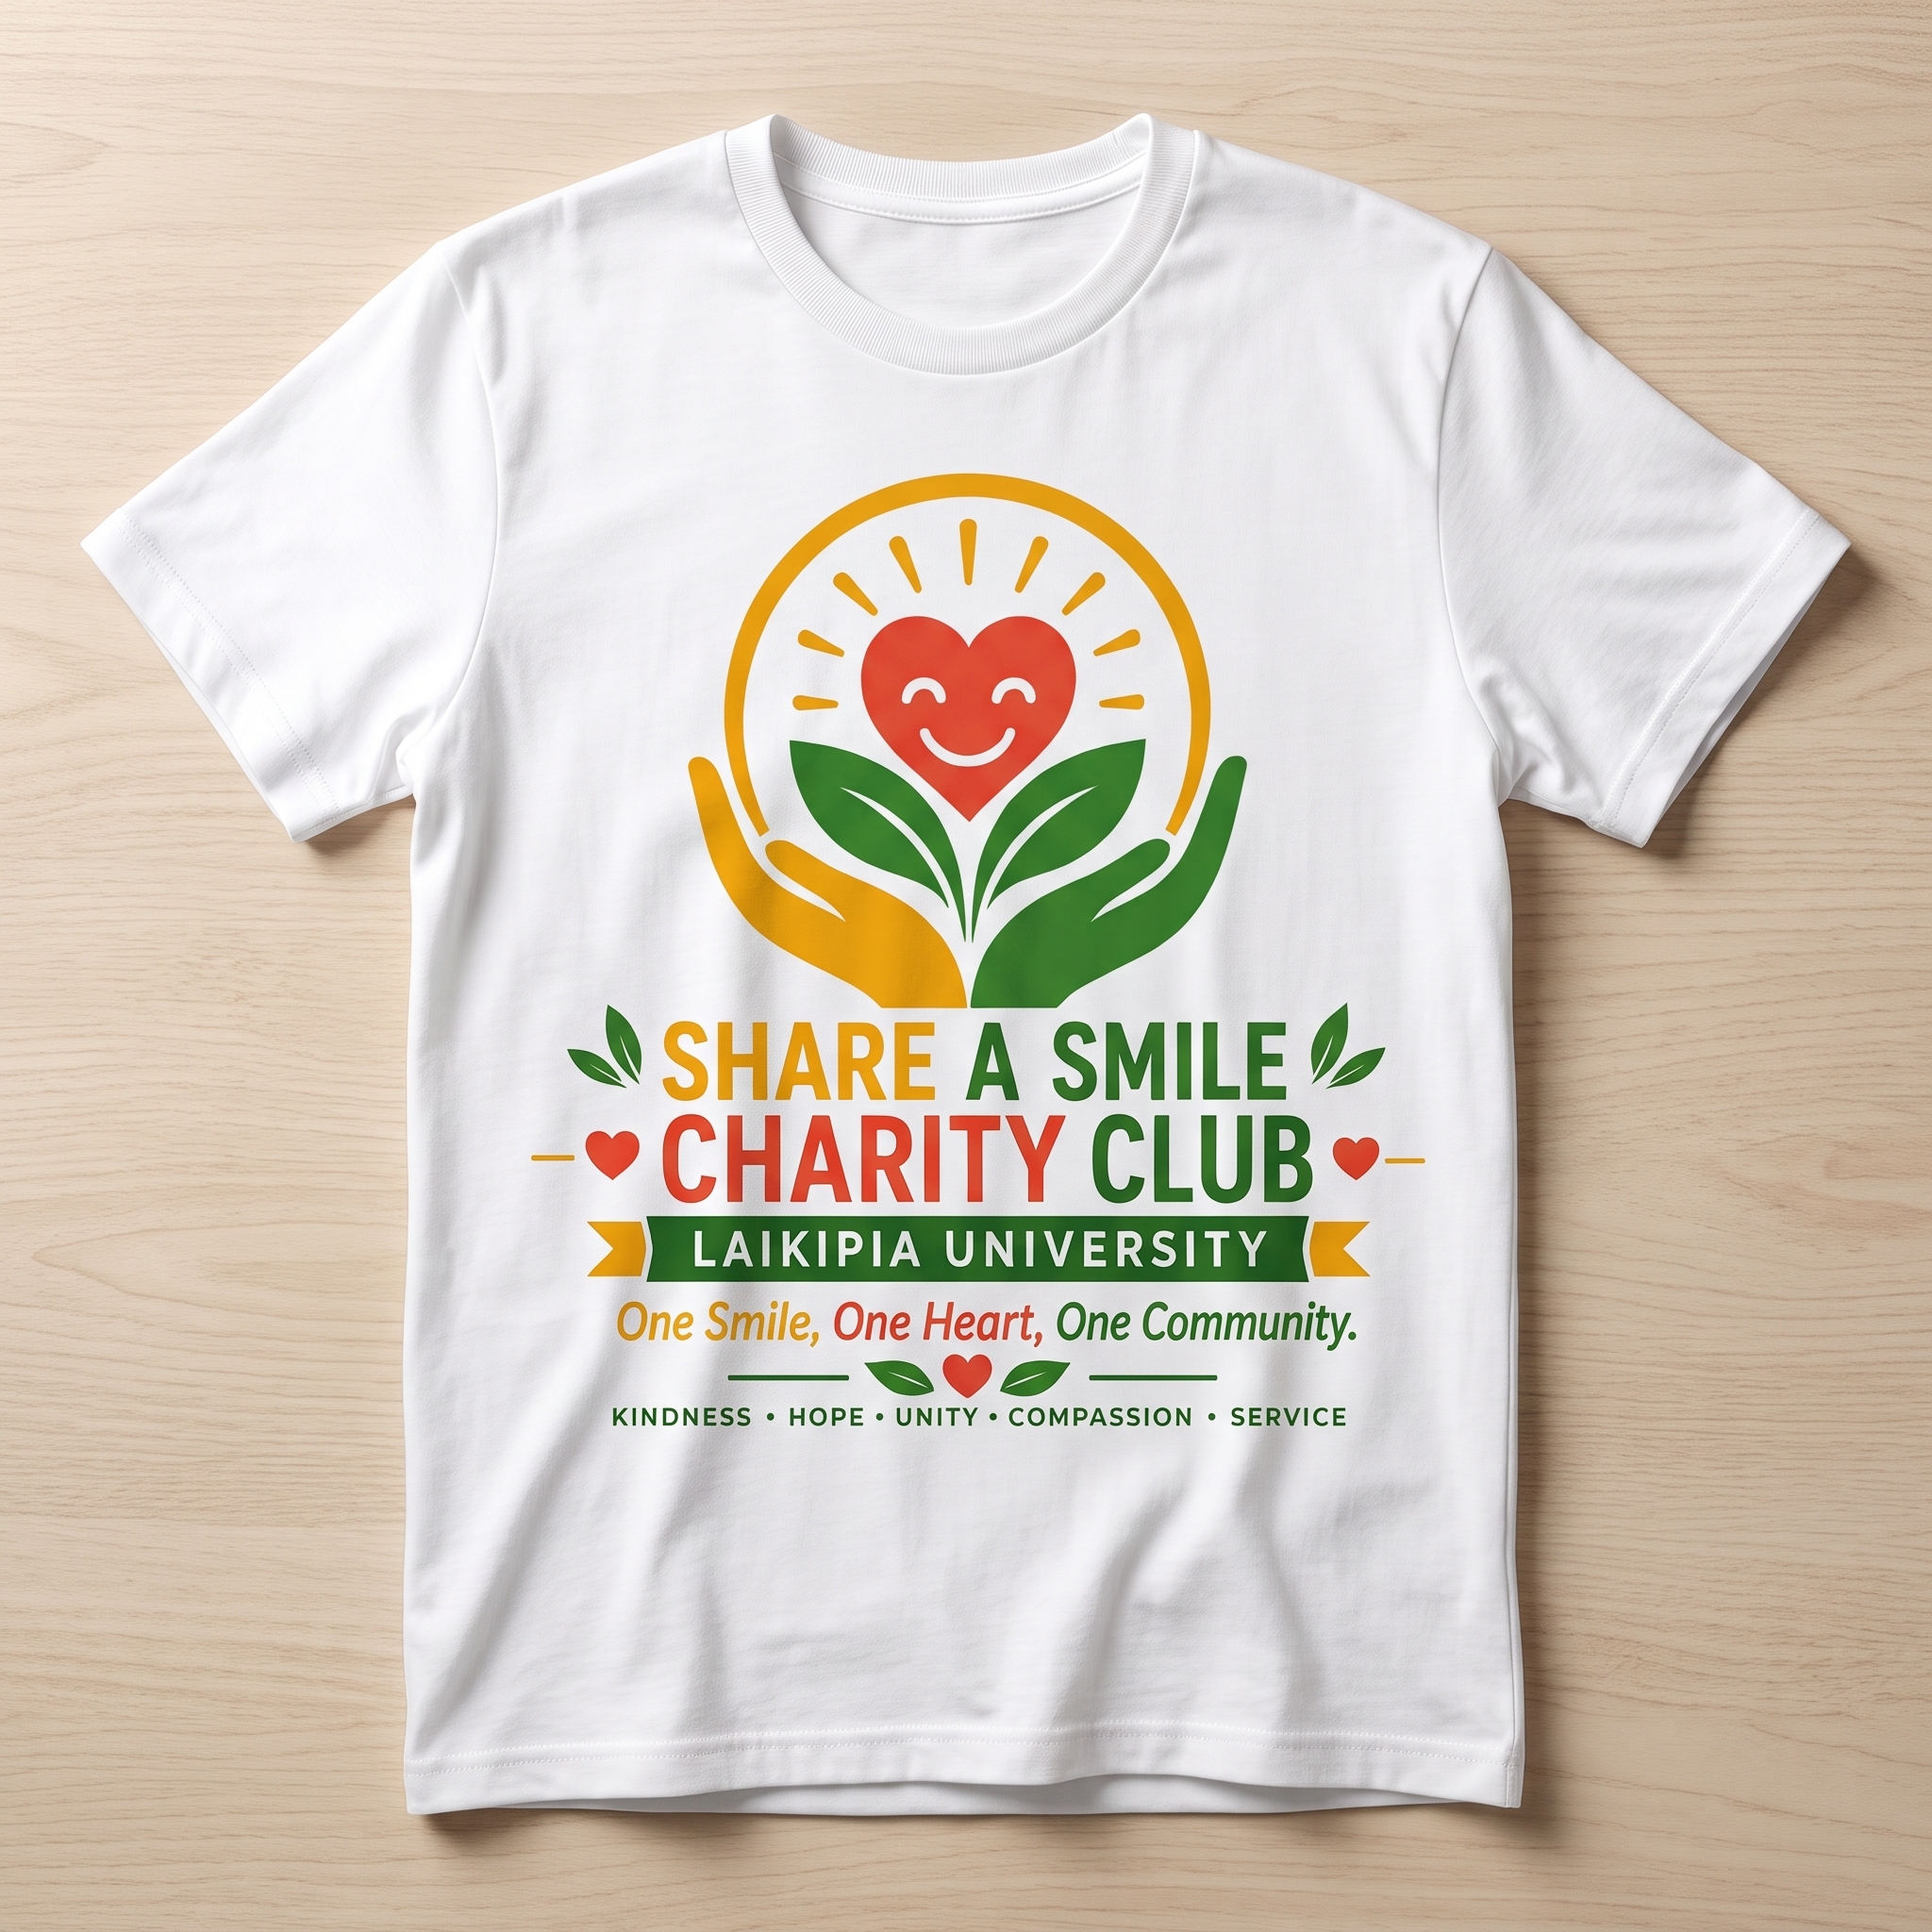 SHARE A SMILE
CHARITY CLUB
LAIKIPIA UNIVERSITY
One Smile, One Heart, One Community.
KINDNESS • HOPE • UNITY • COMPASSION • SERVICE